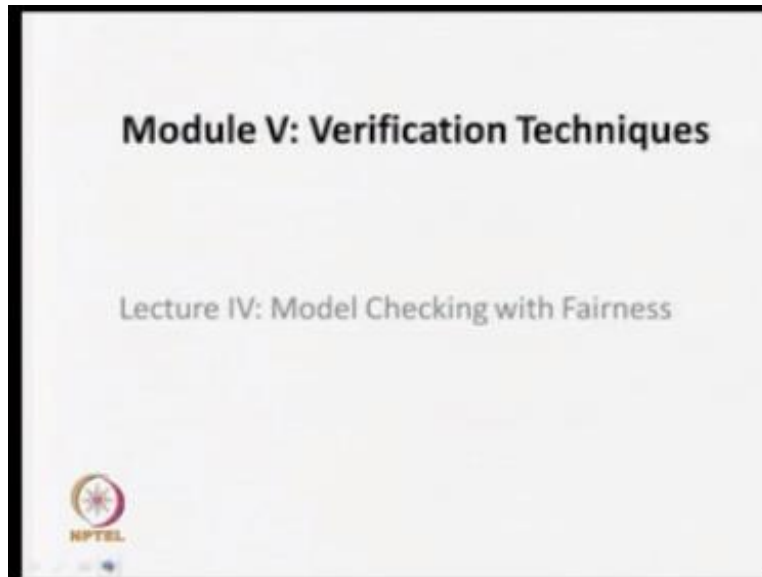 Module V: Verification Techniques
Lecture IV: Model Checking with Fairness
NPTEL